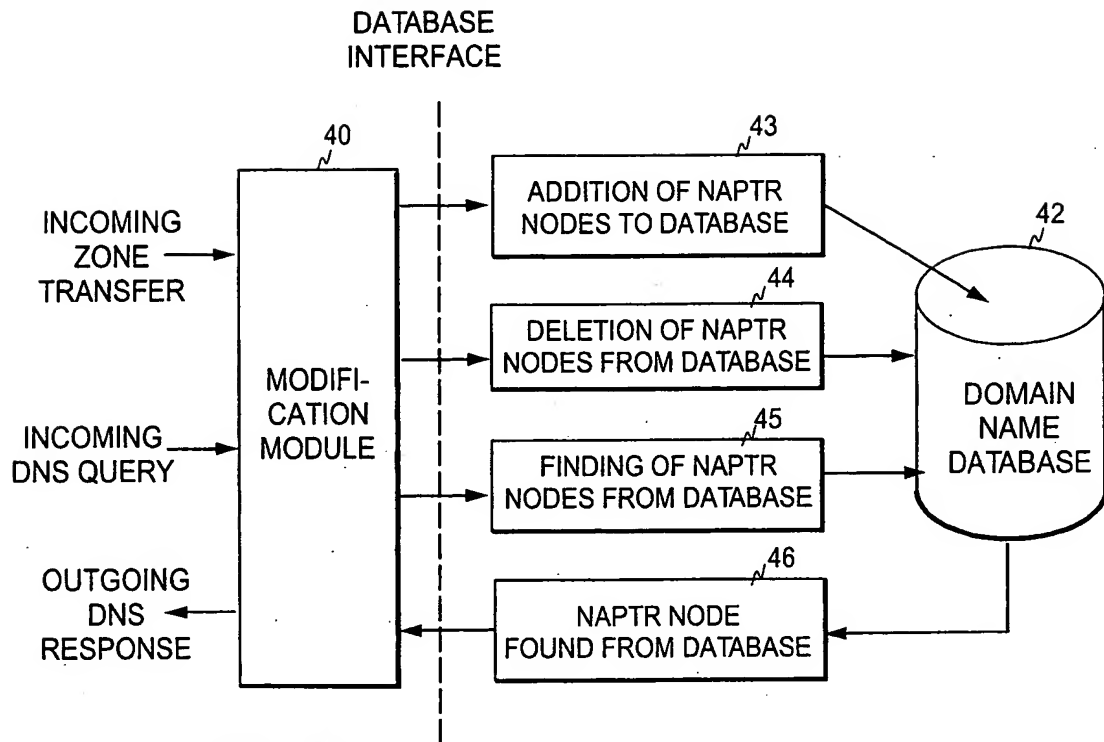 DATABASE
INTERFACE
40
43
ADDITION OF NAPTR
NODES TO DATABASE
42
INCOMING
ZONE
TRANSFER
44
DELETION OF NAPTR
NODES FROM DATABASE
MODIFI-
CATION
MODULE
DOMAIN
NAME
DATABASE
INCOMING
DNS QUERY
45
FINDING OF NAPTR
NODES FROM DATABASE
46
OUTGOING
DNS
RESPONSE
NAPTR NODE
FOUND FROM DATABASE